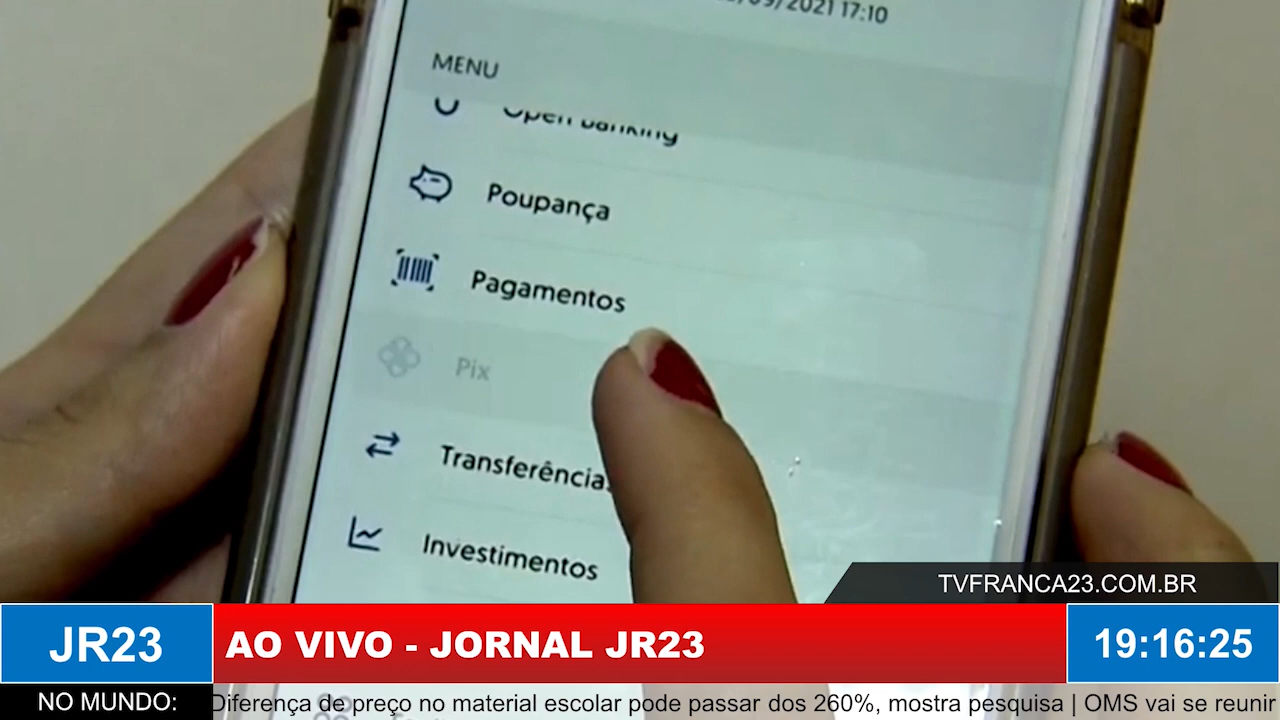 /09/2021 17:10
MENU
Open banking
Poupança
Pagamentos
Pix
Transferências
Investimentos
TVFRANCA23.COM.BR
JR23
AO VIVO - JORNAL JR23
19:16:25
NO MUNDO:
Diferença de preço no material escolar pode passar dos 260%, mostra pesquisa | OMS vai se reunir